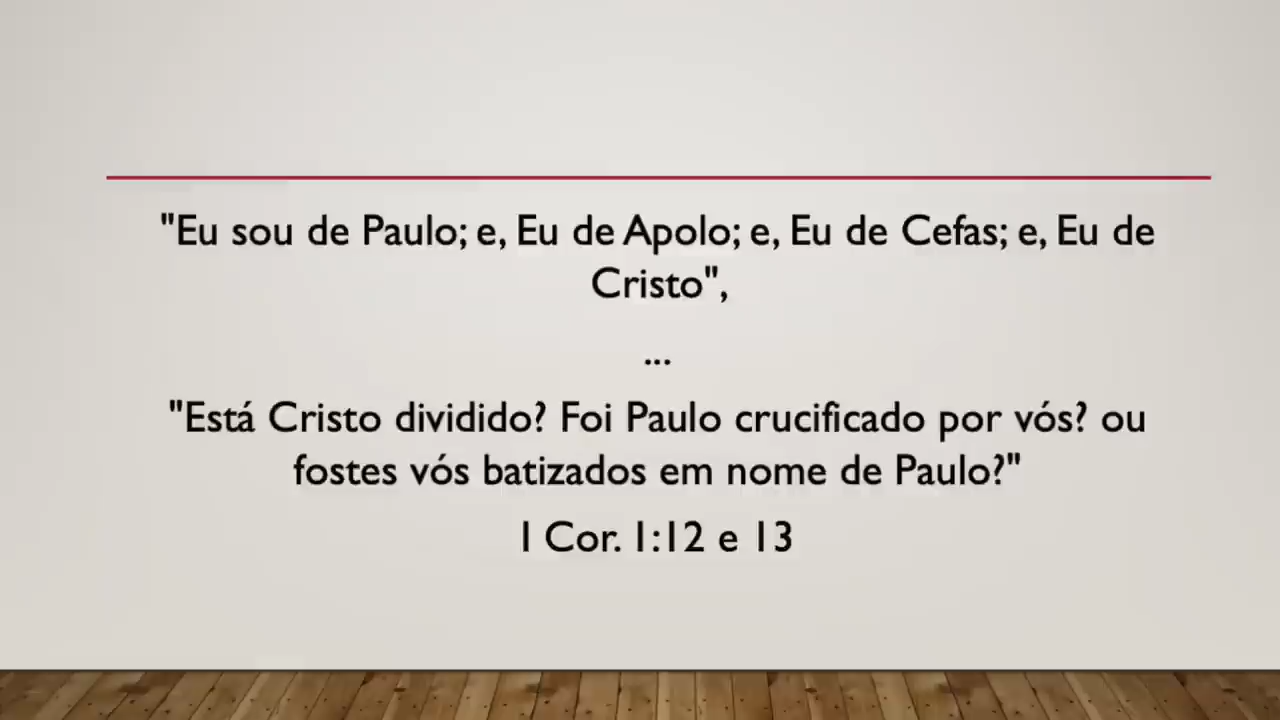 "Eu sou de Paulo; e, Eu de Apolo; e, Eu de Cefas; e, Eu de
Cristo",
...
"Está Cristo dividido? Foi Paulo crucificado por vós? ou
fostes vós batizados em nome de Paulo?"
1 Cor. 1:12 e 13